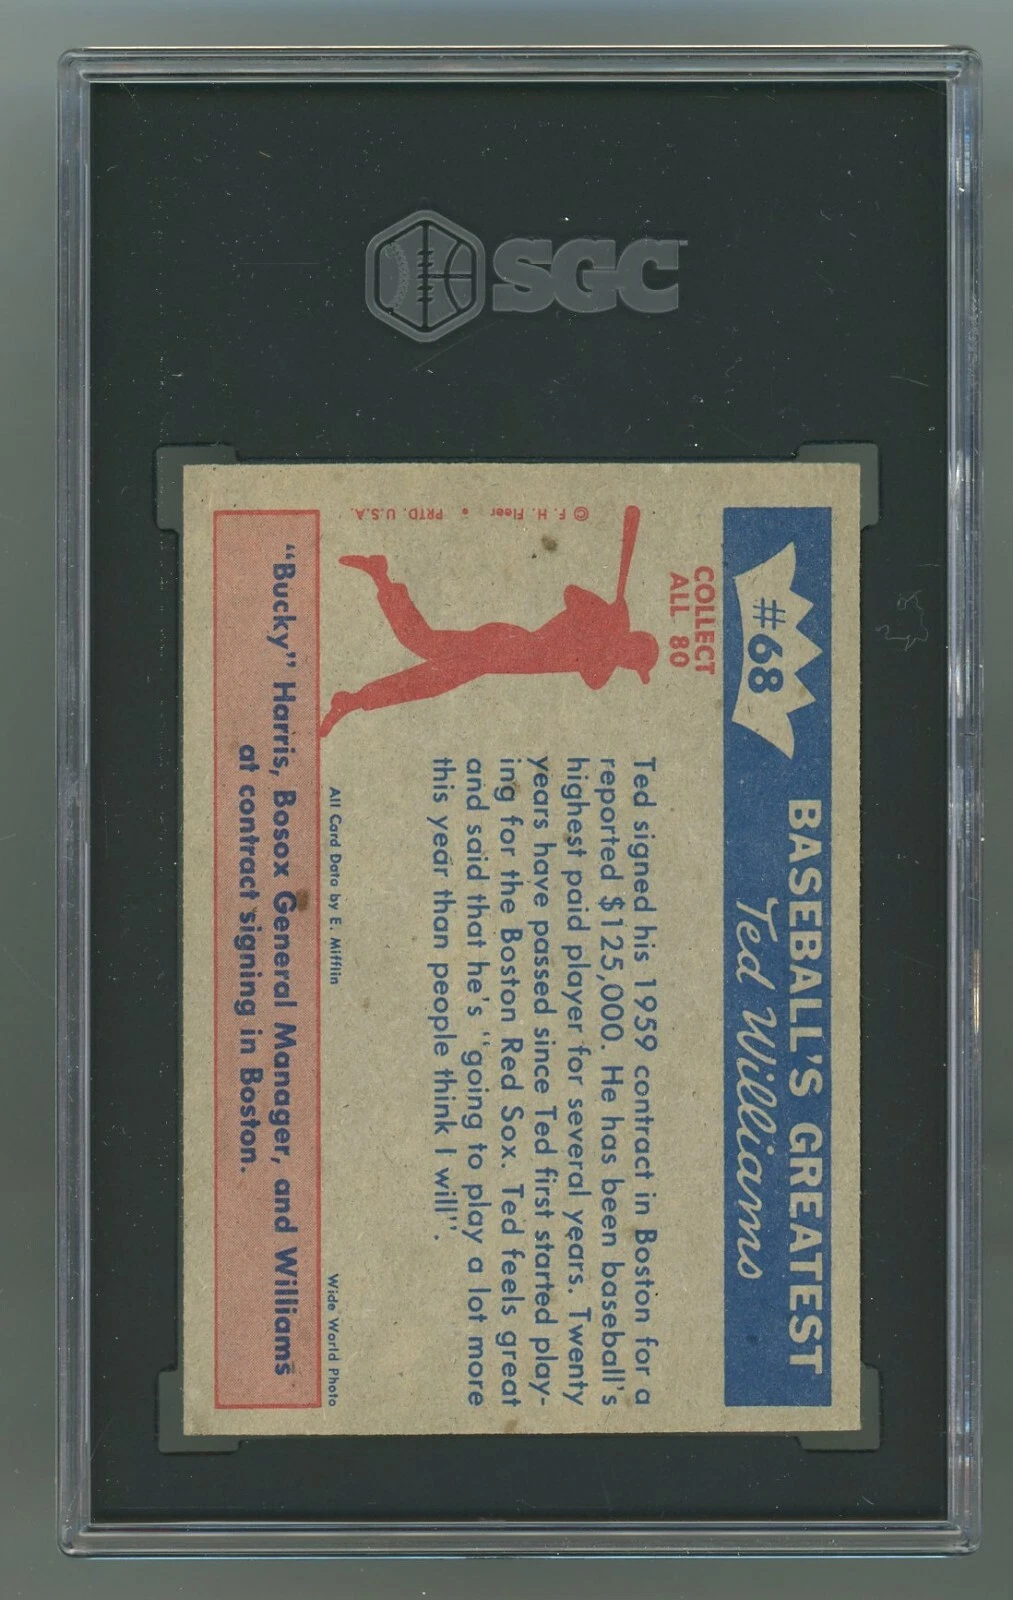 SGC
#68
BASEBALL'S GREATEST
Ted Williams
COLLECT
ALL 80
Ted signed his 1959 contract in Boston for a
reported $125,000. He has been baseball's
highest paid player for several years. Twenty
years have passed since Ted first started play-
ing for the Boston Red Sox. Ted feels great
and said that he's "going to play a lot more
this year than people think I will".
© F. H. Fleer • PRTD. U.S.A.
All Card Data by E. Mifflin
Wide World Photo
"Bucky" Harris, Bosox General Manager, and Williams
at contract signing in Boston.